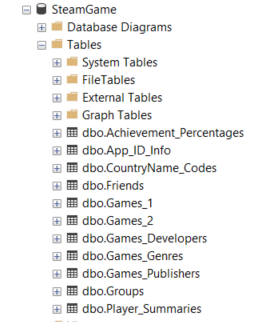 SteamGame
Database Diagrams
Tables
System Tables
FileTables
External Tables
Graph Tables
dbo.Achievement_Percentages
dbo.App_ID_Info
dbo.CountryName_Codes
dbo.Friends
dbo.Games_1
dbo.Games_2
dbo.Games_Developers
dbo.Games_Genres
dbo.Games_Publishers
dbo.Groups
dbo.Player_Summaries